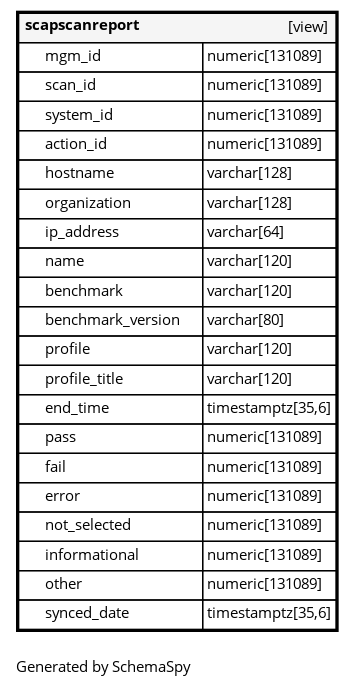 scapscanreport [view]
mgm_id numeric[131089]
scan_id numeric[131089]
system_id numeric[131089]
action_id numeric[131089]
hostname varchar[128]
organization varchar[128]
ip_address varchar[64]
name varchar[120]
benchmark varchar[120]
benchmark_version varchar[80]
profile varchar[120]
profile_title varchar[120]
end_time timestamptz[35,6]
pass numeric[131089]
fail numeric[131089]
error numeric[131089]
not_selected numeric[131089]
informational numeric[131089]
other numeric[131089]
synced_date timestamptz[35,6]
Generated by SchemaSpy